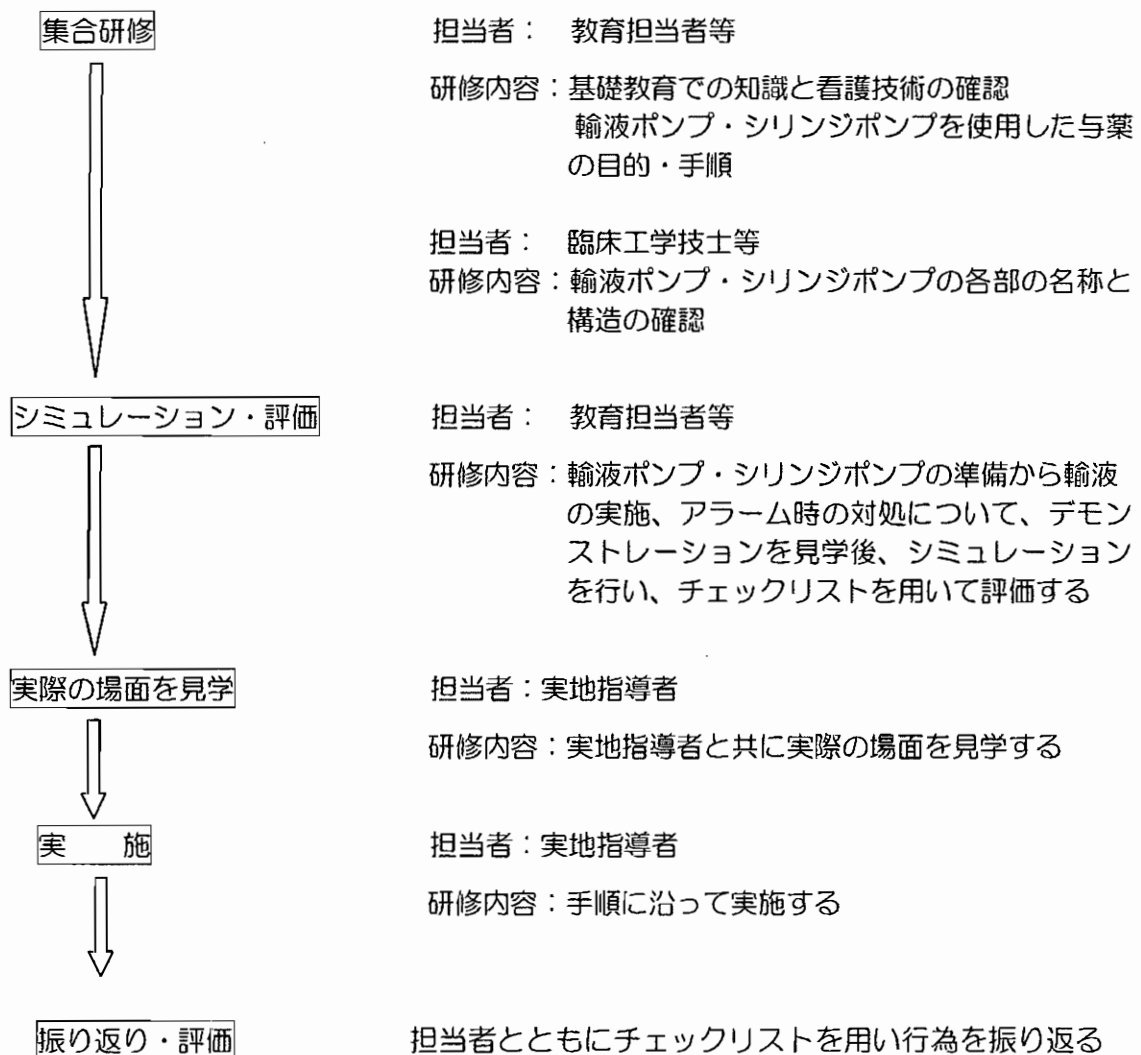 集合研修
担当者： 教育担当者等
研修内容：基礎教育での知識と看護技術の確認
輸液ポンプ・シリンジポンプを使用した与薬
の目的・手順
担当者： 臨床工学技士等
研修内容：輸液ポンプ・シリンジポンプの各部の名称と
構造の確認
シミュレーション・評価
担当者： 教育担当者等
研修内容：輸液ポンプ・シリンジポンプの準備から輸液
の実施、アラーム時の対処について、デモン
ストレーションを見学後、シミュレーション
を行い、チェックリストを用いて評価する
実際の場面を見学
担当者：実地指導者
研修内容：実地指導者と共に実際の場面を見学する
実　　施
担当者：実地指導者
研修内容：手順に沿って実施する
振り返り・評価
担当者とともにチェックリストを用い行為を振り返る